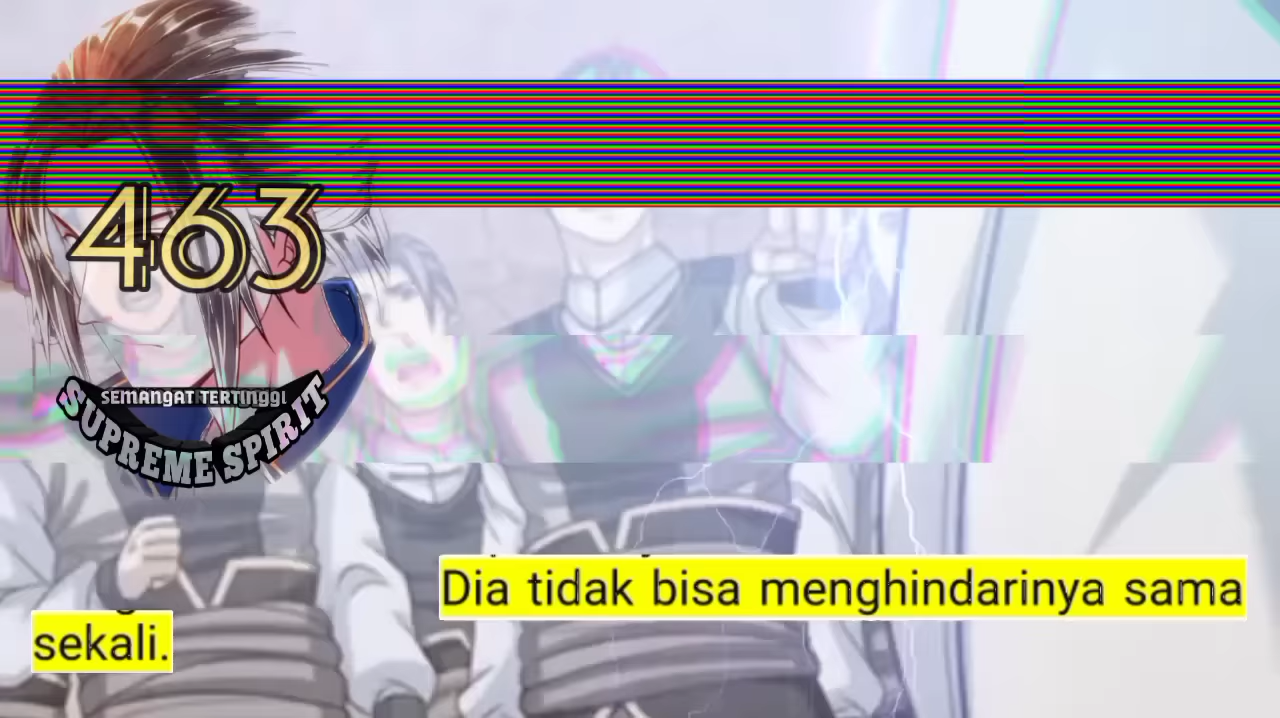 463
SEMANGAT TERTINGGI
SUPREME SPIRIT
Dia tidak bisa menghindarinya sama
sekali.